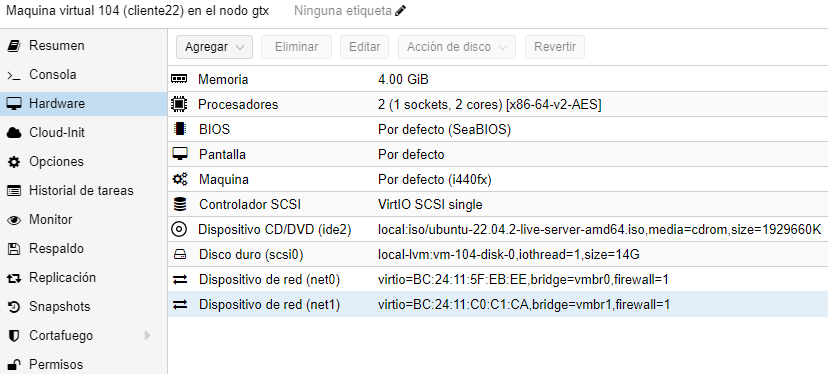 Maquina virtual 104 (cliente22) en el nodo gtx Ninguna etiqueta
Resumen
Consola
Hardware
Cloud-Init
Opciones
Historial de tareas
Monitor
Respaldo
Replicación
Snapshots
Cortafuego
Permisos
Agregar Eliminar Editar Acción de disco Revertir
Memoria 4.00 GiB
Procesadores 2 (1 sockets, 2 cores) [x86-64-v2-AES]
BIOS Por defecto (SeaBIOS)
Pantalla Por defecto
Maquina Por defecto (i440fx)
Controlador SCSI VirtIO SCSI single
Dispositivo CD/DVD (ide2) local:iso/ubuntu-22.04.2-live-server-amd64.iso,media=cdrom,size=1929660K
Disco duro (scsi0) local-lvm:vm-104-disk-0,iothread=1,size=14G
Dispositivo de red (net0) virtio=BC:24:11:5F:EB:EE,bridge=vmbr0,firewall=1
Dispositivo de red (net1) virtio=BC:24:11:C0:C1:CA,bridge=vmbr1,firewall=1